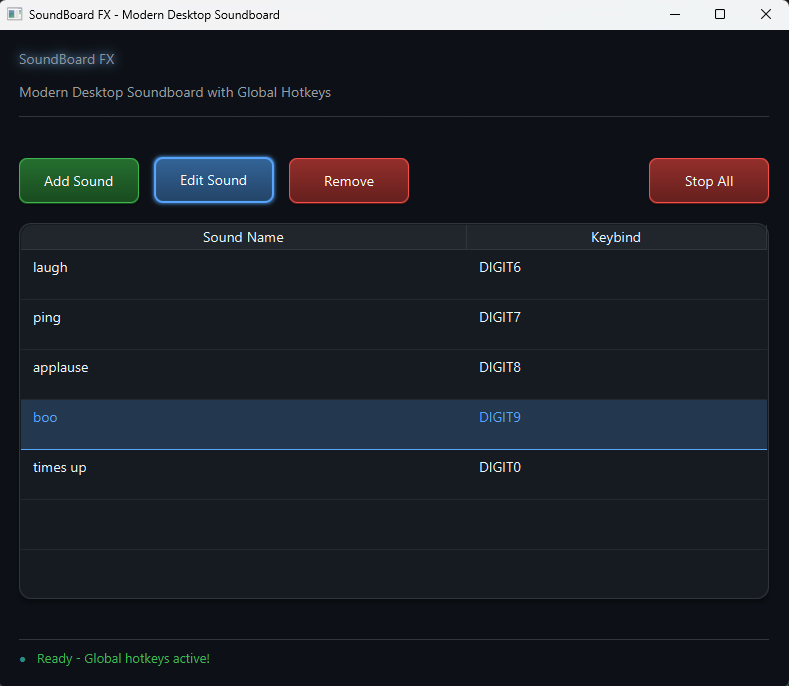 SoundBoard FX - Modern Desktop Soundboard
SoundBoard FX
Modern Desktop Soundboard with Global Hotkeys
Add Sound Edit Sound Remove Stop All
Sound Name Keybind
laugh DIGIT6
ping DIGIT7
applause DIGIT8
boo DIGIT9
times up DIGIT0
Ready - Global hotkeys active!